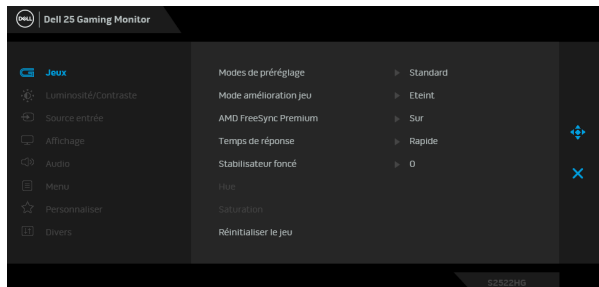 DELL Dell 25 Gaming Monitor
Jeux
Modes de préréglage Standard
Luminosité/Contraste
Mode amélioration jeu Eteint
Source entrée
AMD FreeSync Premium Sur
Affichage
Temps de réponse Rapide
Audio
Stabilisateur foncé 0
Menu
Hue
Personnaliser
Saturation
Divers
Réinitialiser le jeu
S2522HG